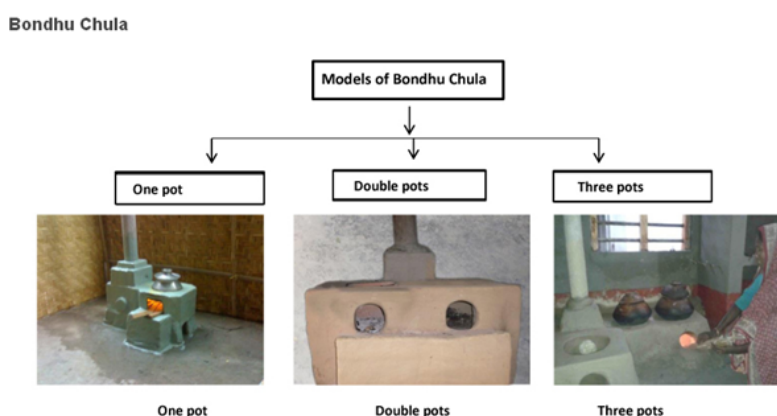 Bondhu Chula
Models of Bondhu Chula
One pot
Double pots
Three pots
One pot
Double pots
Three pots